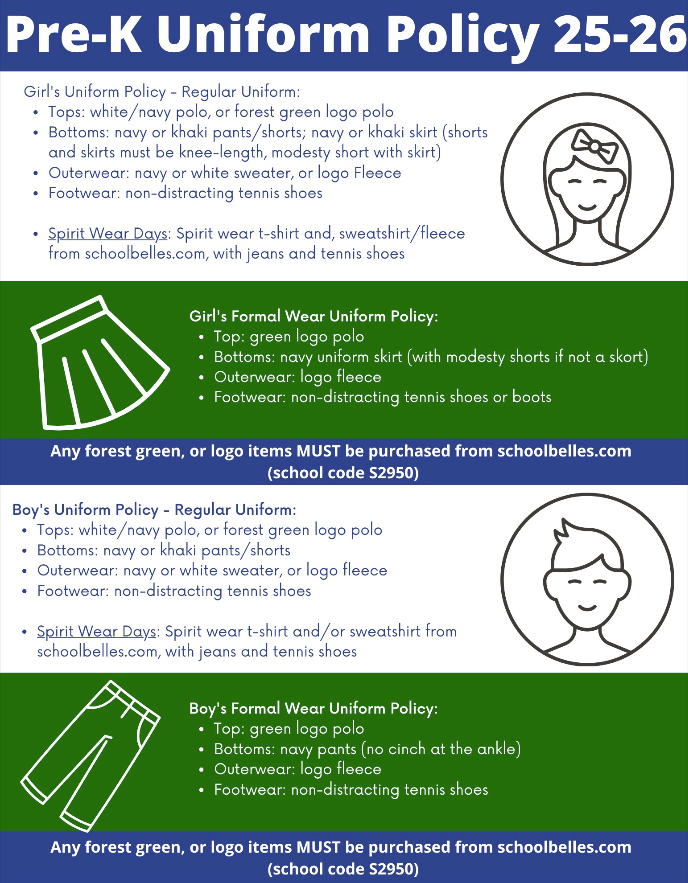 Pre-K Uniform Policy 25-26
Girl's Uniform Policy - Regular Uniform:
• Tops: white/navy polo, or forest green logo polo
• Bottoms: navy or khaki pants/shorts; navy or khaki skirt (shorts
and skirts must be knee-length, modesty short with skirt)
• Outerwear: navy or white sweater, or logo Fleece
• Footwear: non-distracting tennis shoes
• Spirit Wear Days: Spirit wear t-shirt and, sweatshirt/fleece
from schoolbelles.com, with jeans and tennis shoes
Girl's Formal Wear Uniform Policy:
• Top: green logo polo
• Bottoms: navy uniform skirt (with modesty shorts if not a skort)
• Outerwear: logo fleece
• Footwear: non-distracting tennis shoes or boots
Any forest green, or logo items MUST be purchased from schoolbelles.com
(school code S2950)
Boy's Uniform Policy - Regular Uniform:
• Tops: white/navy polo, or forest green logo polo
• Bottoms: navy or khaki pants/shorts
• Outerwear: navy or white sweater, or logo fleece
• Footwear: non-distracting tennis shoes
• Spirit Wear Days: Spirit wear t-shirt and/or sweatshirt from
schoolbelles.com, with jeans and tennis shoes
Boy's Formal Wear Uniform Policy:
• Top: green logo polo
• Bottoms: navy pants (no cinch at the ankle)
• Outerwear: logo fleece
• Footwear: non-distracting tennis shoes
Any forest green, or logo items MUST be purchased from schoolbelles.com
(school code S2950)